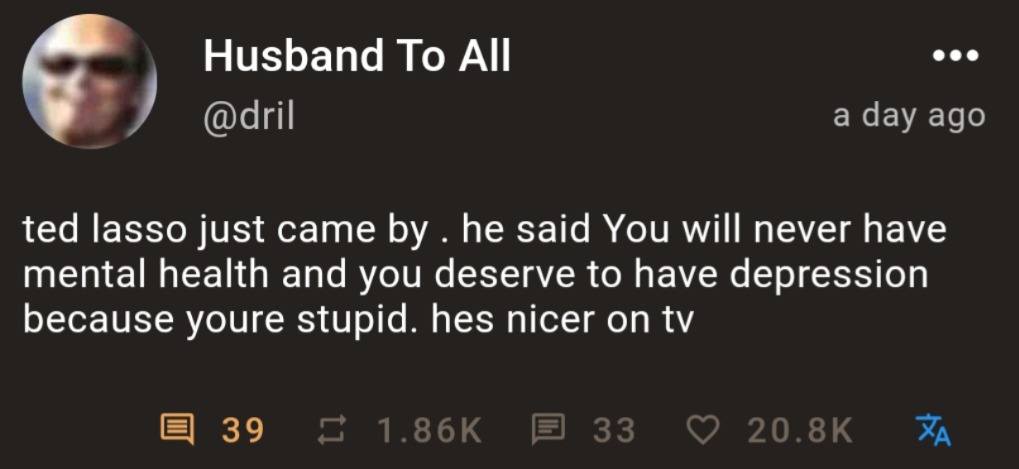 Husband To All
@dril
a day ago
ted lasso just came by . he said You will never have
mental health and you deserve to have depression
because youre stupid. hes nicer on tv
39 1.86K 33 20.8K